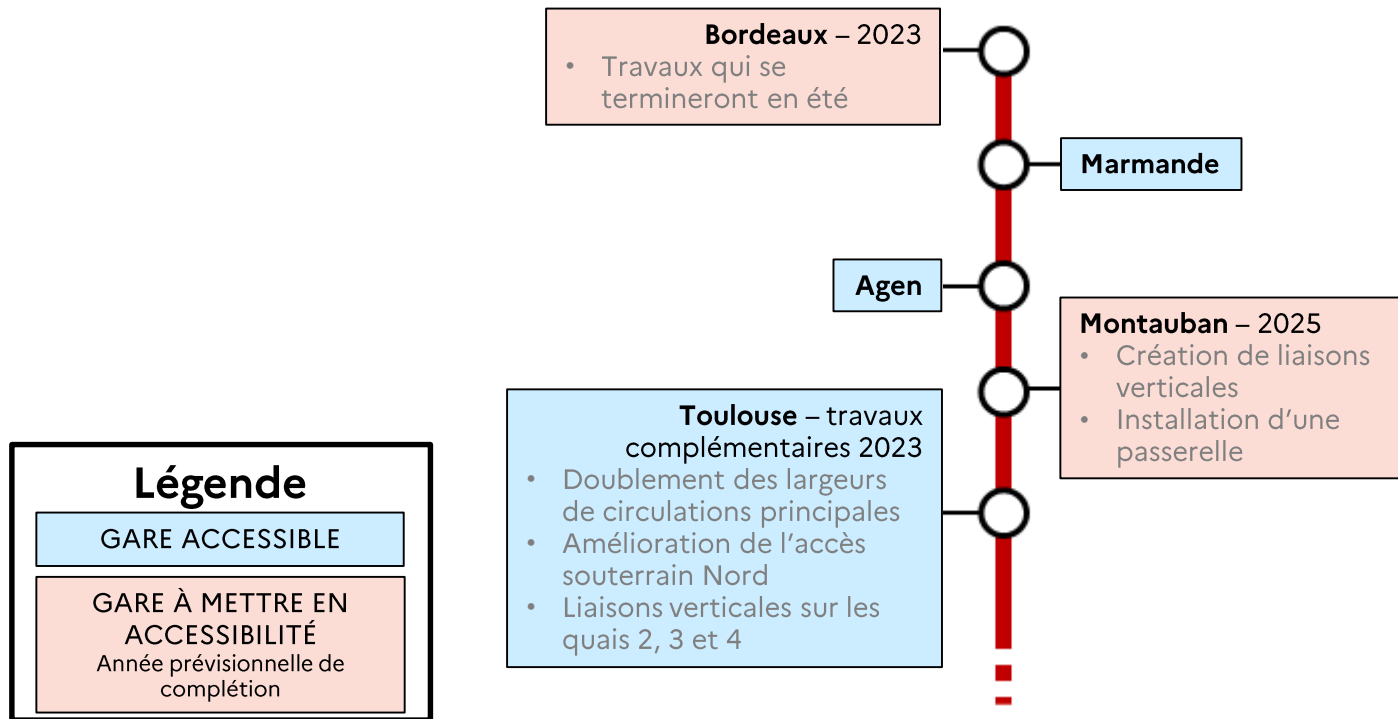 Bordeaux – 2023
• Travaux qui se
termineront en été
Marmande
Agen
Montauban – 2025
• Création de liaisons
verticales
• Installation d’une
passerelle
Toulouse – travaux
complémentaires 2023
• Doublement des largeurs
de circulations principales
• Amélioration de l’accès
souterrain Nord
• Liaisons verticales sur les
quais 2, 3 et 4
Légende
GARE ACCESSIBLE
GARE À METTRE EN
ACCESSIBILITÉ
Année prévisionnelle de
complétion